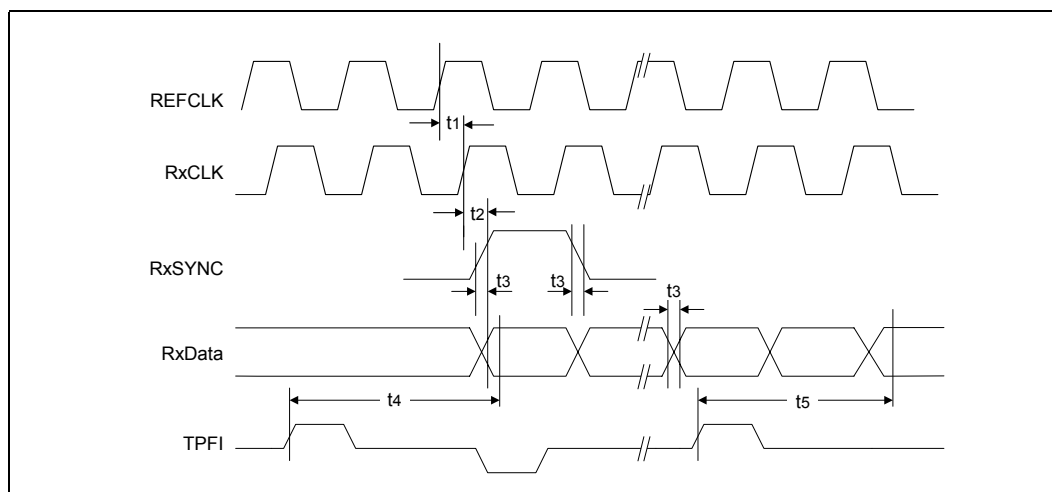 REFCLK
t1
RxCLK
t2
RxSYNC
t3
t3
t3
RxData
t4
t5
TPFI